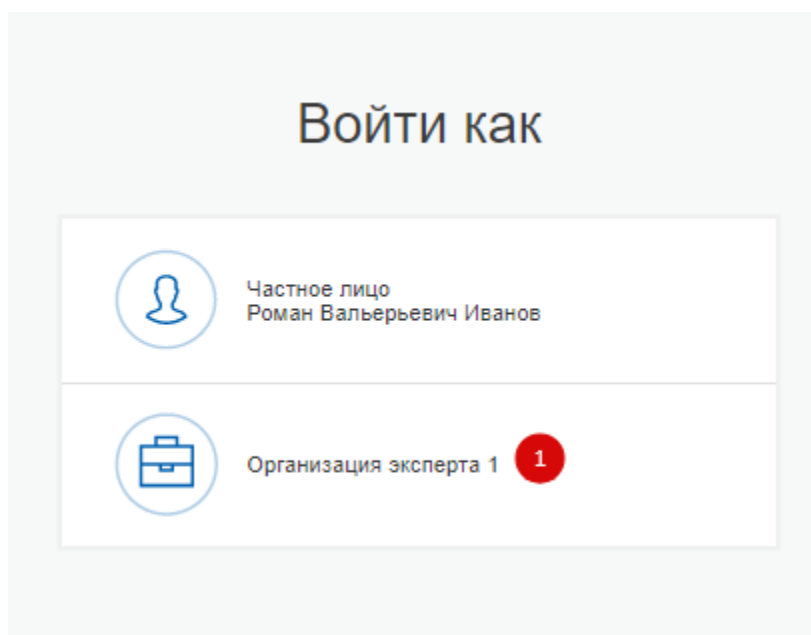 Войти как
Частное лицо
Роман Вальерьевич Иванов
Организация эксперта 1 1